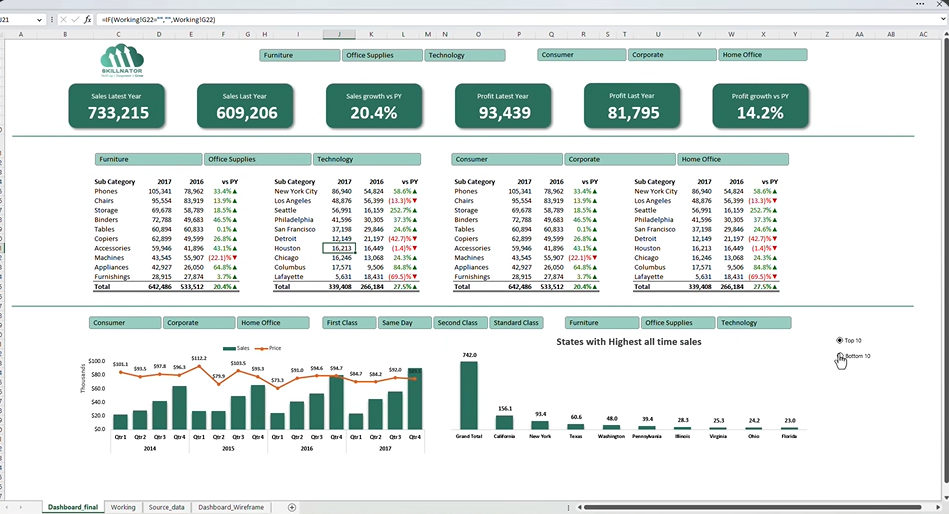 J21 =IF(Working!G22="","",Working!G22)
A B C D E F G H I J K L M N O P Q R S T U V W X Y Z AA AB AC
SKILLNATOR
Furniture Office Supplies Technology Consumer Corporate Home Office
Sales Latest Year Sales Last Year Sales growth vs PY Profit Latest Year Profit Last Year Profit growth vs PY
733,215 609,206 20.4% 93,439 81,795 14.2%
Furniture Office Supplies Technology Consumer Corporate Home Office
Sub Category 2017 2016 vs PY Sub Category 2017 2016 vs PY Sub Category 2017 2016 vs PY Sub Category 2017 2016 vs PY
Phones 105,341 78,962 33.4%▲ New York City 86,940 54,824 58.6%▲ Phones 105,341 78,962 33.4%▲ New York City 86,940 54,824 58.6%▲
Chairs 95,554 83,919 13.9%▲ Los Angeles 48,876 56,399 (13.3)%▼ Chairs 95,554 83,919 13.9%▲ Los Angeles 48,876 56,399 (13.3)%▼
Storage 69,678 58,789 18.5%▲ Seattle 56,991 16,159 252.7%▲ Storage 69,678 58,789 18.5%▲ Seattle 56,991 16,159 252.7%▲
Binders 72,788 49,683 46.5%▲ Philadelphia 41,596 30,305 37.3%▲ Binders 72,788 49,683 46.5%▲ Philadelphia 41,596 30,305 37.3%▲
Tables 60,894 60,833 0.1%▲ San Francisco 37,198 29,846 24.6%▲ Tables 60,894 60,833 0.1%▲ San Francisco 37,198 29,846 24.6%▲
Copiers 62,899 49,599 26.8%▲ Detroit 12,149 21,197 (42.7)%▼ Copiers 62,899 49,599 26.8%▲ Detroit 12,149 21,197 (42.7)%▼
Accessories 59,946 41,896 43.1%▲ Houston 16,213 16,449 (1.4)%▼ Accessories 59,946 41,896 43.1%▲ Houston 16,213 16,449 (1.4)%▼
Machines 43,545 55,907 (22.1)%▼ Chicago 16,246 13,068 24.3%▲ Machines 43,545 55,907 (22.1)%▼ Chicago 16,246 13,068 24.3%▲
Appliances 42,927 26,050 64.8%▲ Columbus 17,571 9,506 84.8%▲ Appliances 42,927 26,050 64.8%▲ Columbus 17,571 9,506 84.8%▲
Furnishings 28,915 27,874 3.7%▲ Lafayette 5,631 18,431 (69.5)%▼ Furnishings 28,915 27,874 3.7%▲ Lafayette 5,631 18,431 (69.5)%▼
Total 642,486 533,512 20.4%▲ Total 339,408 266,184 27.5%▲ Total 642,486 533,512 20.4%▲ Total 339,408 266,184 27.5%▲
Consumer Corporate Home Office First Class Same Day Second Class Standard Class Furniture Office Supplies Technology
States with Highest all time sales
Top 10
Bottom 10
Sales Price
Thousands
$100.0
$80.0
$60.0
$40.0
$20.0
$0.0
$101.1 $93.5 $97.8 $96.3 $112.2 $79.9 $103.5 $93.3 $73.3 $91.0 $94.6 $94.7 $84.7 $84.2 $92.0
Qtr1 Qtr2 Qtr3 Qtr4 Qtr1 Qtr2 Qtr3 Qtr4 Qtr1 Qtr2 Qtr3 Qtr4 Qtr1 Qtr2 Qtr3 Qtr4
2014 2015 2016 2017
742.0 156.1 93.4 60.6 48.0 39.4 28.3 25.3 24.2 23.0
Grand Total California New York Texas Washington Pennsylvania Illinois Virginia Ohio Florida
Dashboard_final Working Source_data Dashboard_Wireframe